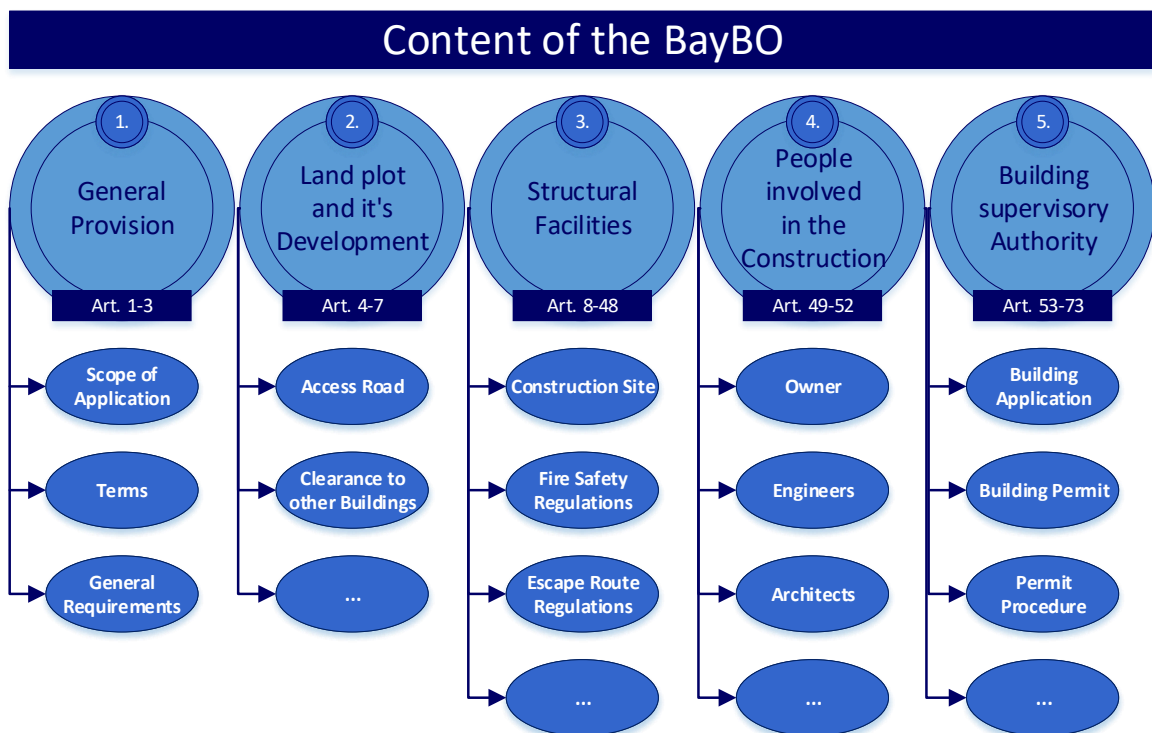 Content of the BayBO
1.
General
Provision
Art. 1-3
Scope of
Application
Terms
General
Requirements
2.
Land plot
and it's
Development
Art. 4-7
Access Road
Clearance to
other Buildings
...
3.
Structural
Facilities
Art. 8-48
Construction Site
Fire Safety
Regulations
Escape Route
Regulations
...
4.
People
involved
in the
Construction
Art. 49-52
Owner
Engineers
Architects
...
5.
Building
supervisory
Authority
Art. 53-73
Building
Application
Building Permit
Permit
Procedure
...